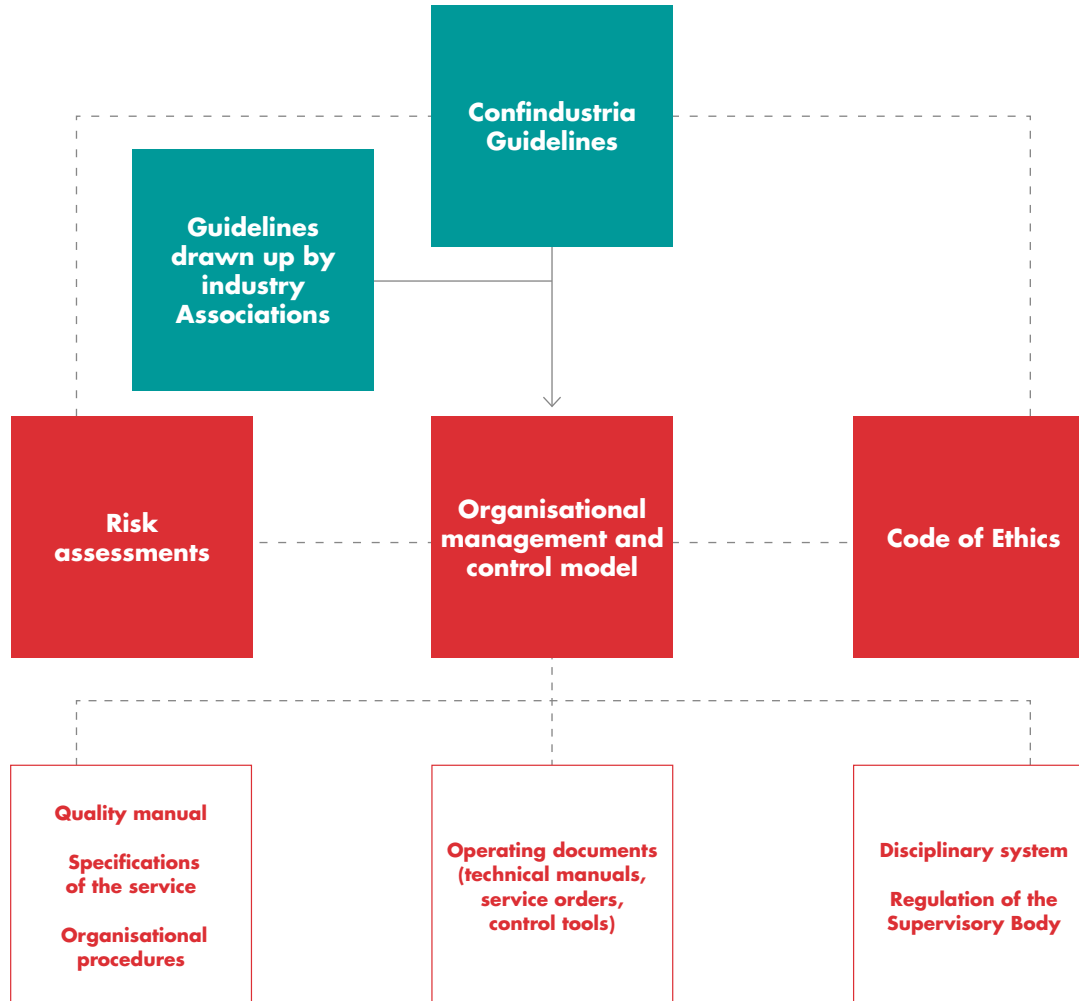 Confindustria
Guidelines
Guidelines
drawn up by
industry
Associations
Risk
assessments
Organisational
management and
control model
Code of Ethics
Quality manual
Specifications
of the service
Organisational
procedures
Operating documents
(technical manuals,
service orders,
control tools)
Disciplinary system
Regulation of the
Supervisory Body